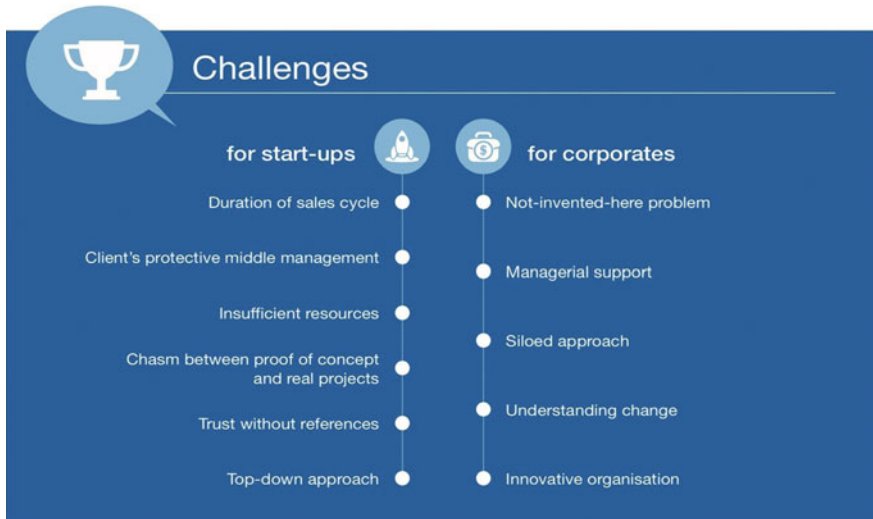 Challenges
for start-ups
Duration of sales cycle
Client's protective middle management
Insufficient resources
Chasm between proof of concept
and real projects
Trust without references
Top-down approach
$
for corporates
Not-invented-here problem
Managerial support
Siloed approach
Understanding change
Innovative organisation